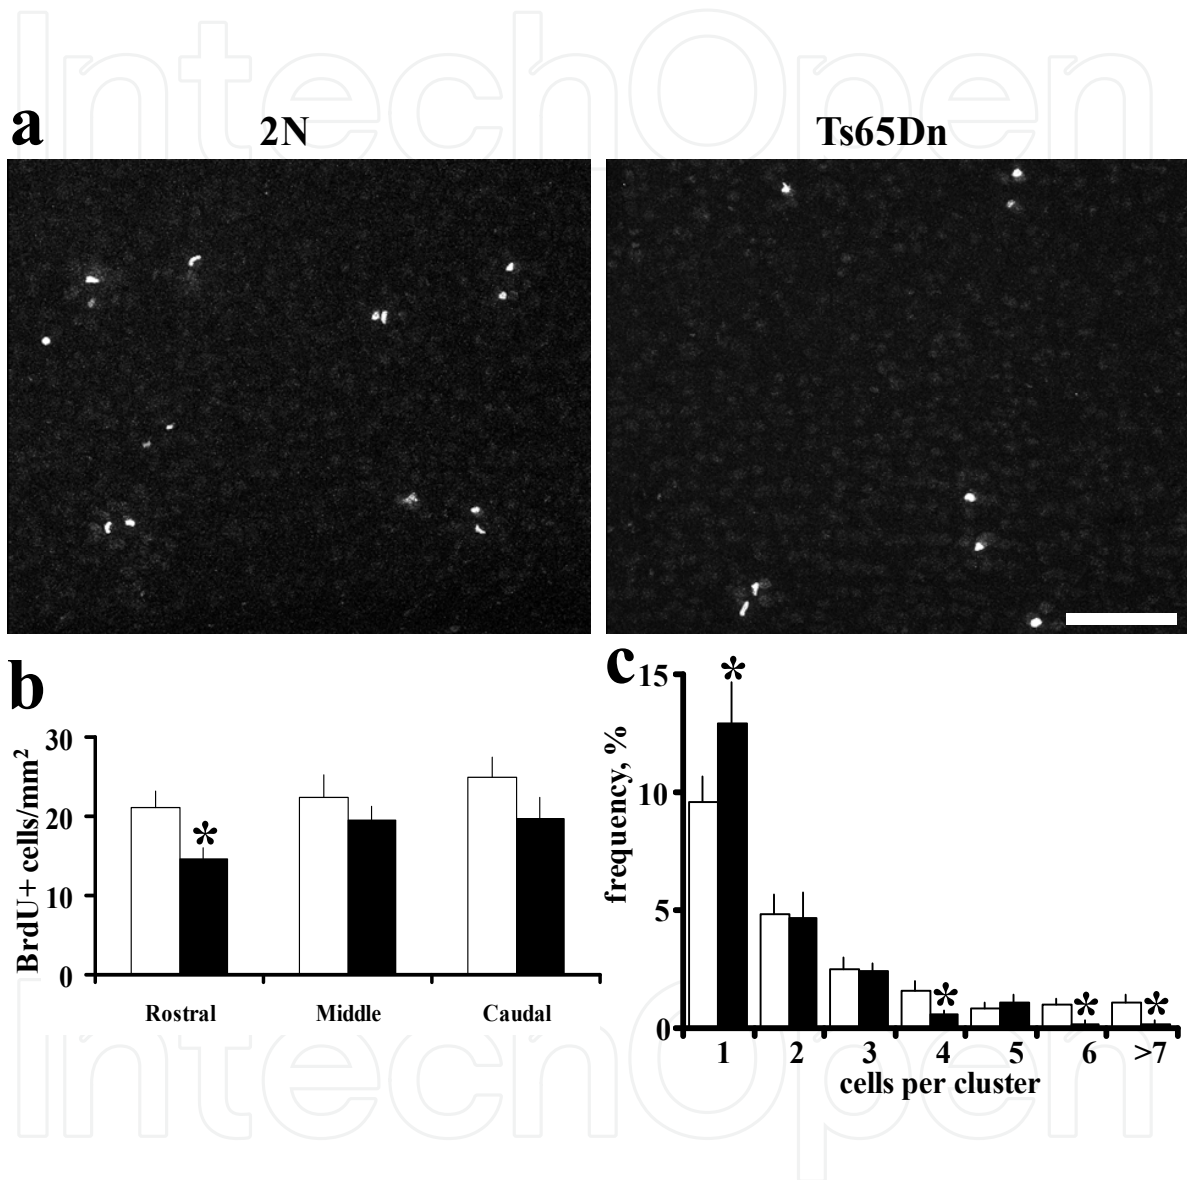 IntechOpen
a
2N
Ts65Dn
b
BrdU+ cells/mm²
30
20
10
0
*
Rostral
Middle
Caudal
c
frequency, %
15
10
5
0
*
*
*
*
1
2
3
4
5
6
>7
cells per cluster
IntechOpen